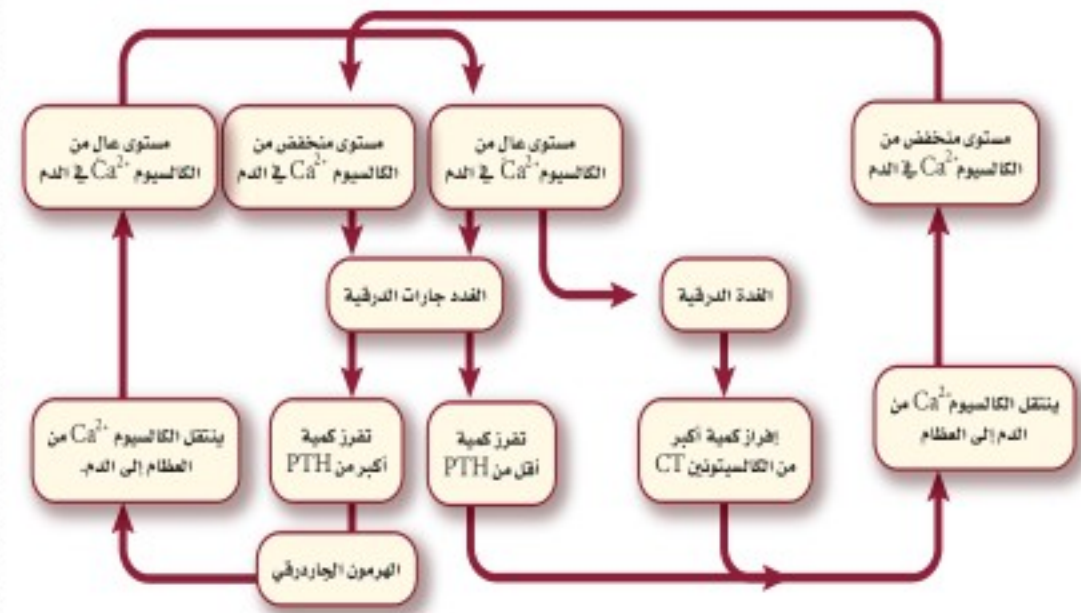 مستوى منخفض من
الكالسيوم Ca²⁺ في الدم
مستوى عال من
الكالسيوم Ca²⁺ في الدم
مستوى منخفض من
الكالسيوم Ca²⁺ في الدم
مستوى عال من
الكالسيوم Ca²⁺ في الدم
الغدة الدرقية
الغدد جارات الدرقية
ينتقل الكالسيوم Ca²⁺ من
الدم إلى العظام
إفراز كمية أكبر
من الكالسيتونين CT
تفرز كمية
أقل من PTH
تفرز كمية
أكبر من PTH
ينتقل الكالسيوم Ca²⁺ من
العظام إلى الدم.
الهرمون الجاردرقي